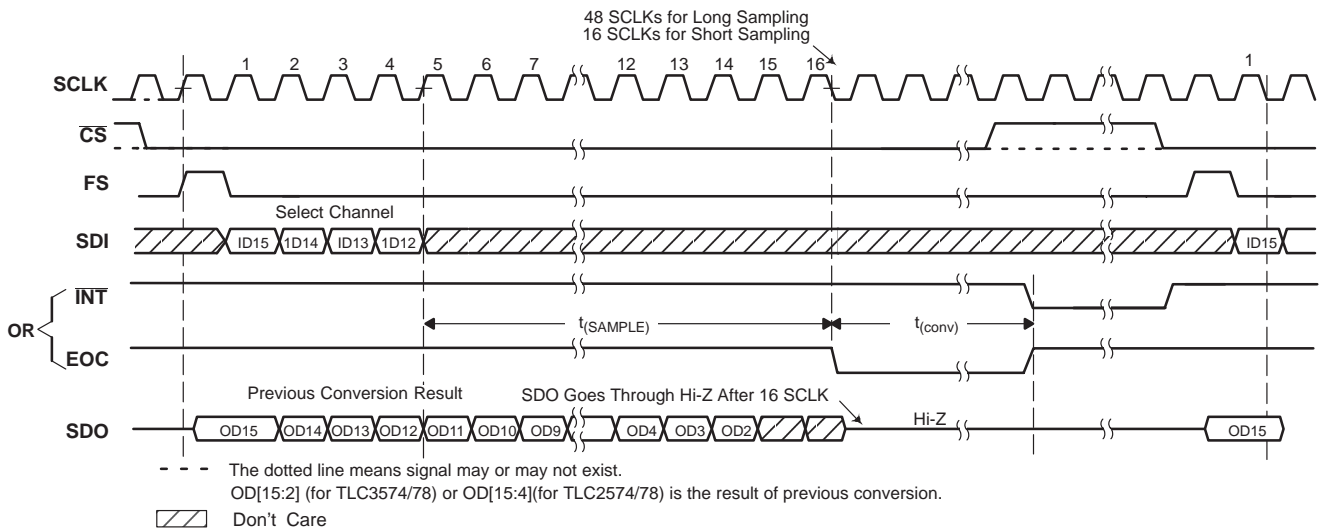 48 SCLKs for Long Sampling
16 SCLKs for Short Sampling
1 2 3 4 5 6 7 12 13 14 15 16 1
SCLK
CS
FS
Select Channel
SDI ID15 1D14 ID13 1D12 ID15
INT
OR
t(SAMPLE) t(conv)
EOC
Previous Conversion Result SDO Goes Through Hi-Z After 16 SCLK
Hi-Z
SDO OD15 OD14 OD13 OD12 OD11 OD10 OD9 OD4 OD3 OD2 OD15
The dotted line means signal may or may not exist.
OD[15:2] (for TLC3574/78) or OD[15:4](for TLC2574/78) is the result of previous conversion.
Don't Care